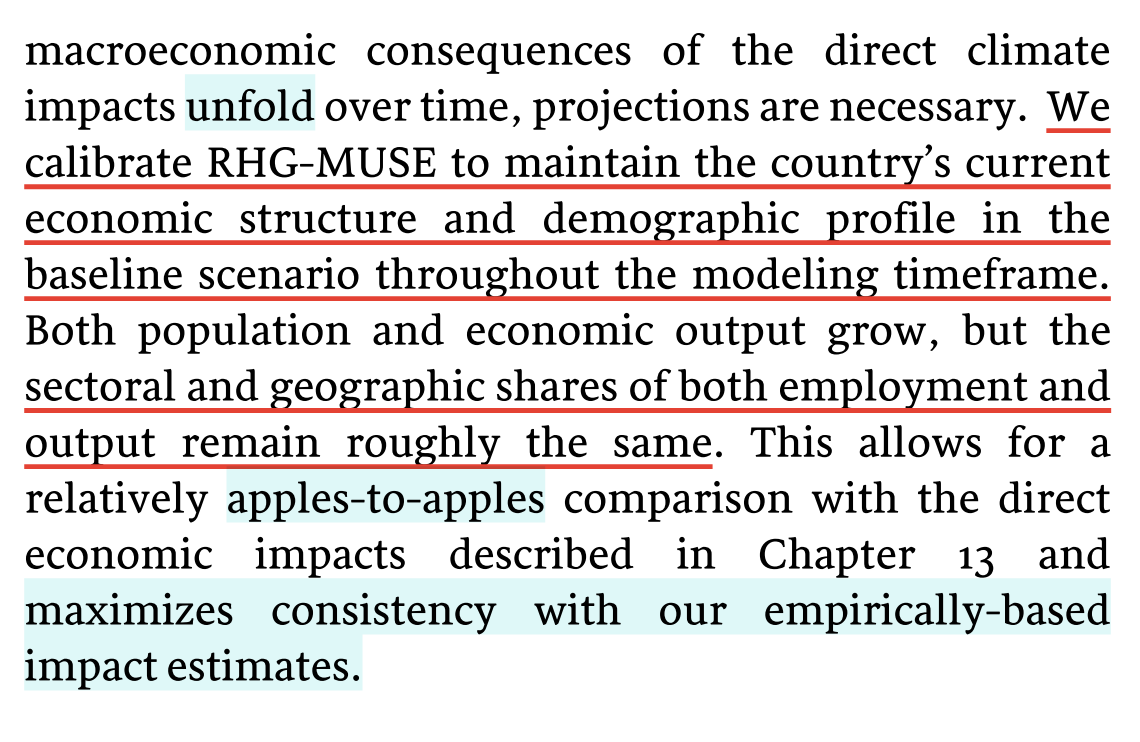 macroeconomic consequences of the direct climate
impacts unfold over time, projections are necessary. We
calibrate RHG-MUSE to maintain the country’s current
economic structure and demographic profile in the
baseline scenario throughout the modeling timeframe.
Both population and economic output grow, but the
sectoral and geographic shares of both employment and
output remain roughly the same. This allows for a
relatively apples-to-apples comparison with the direct
economic impacts described in Chapter 13 and
maximizes consistency with our empirically-based
impact estimates.